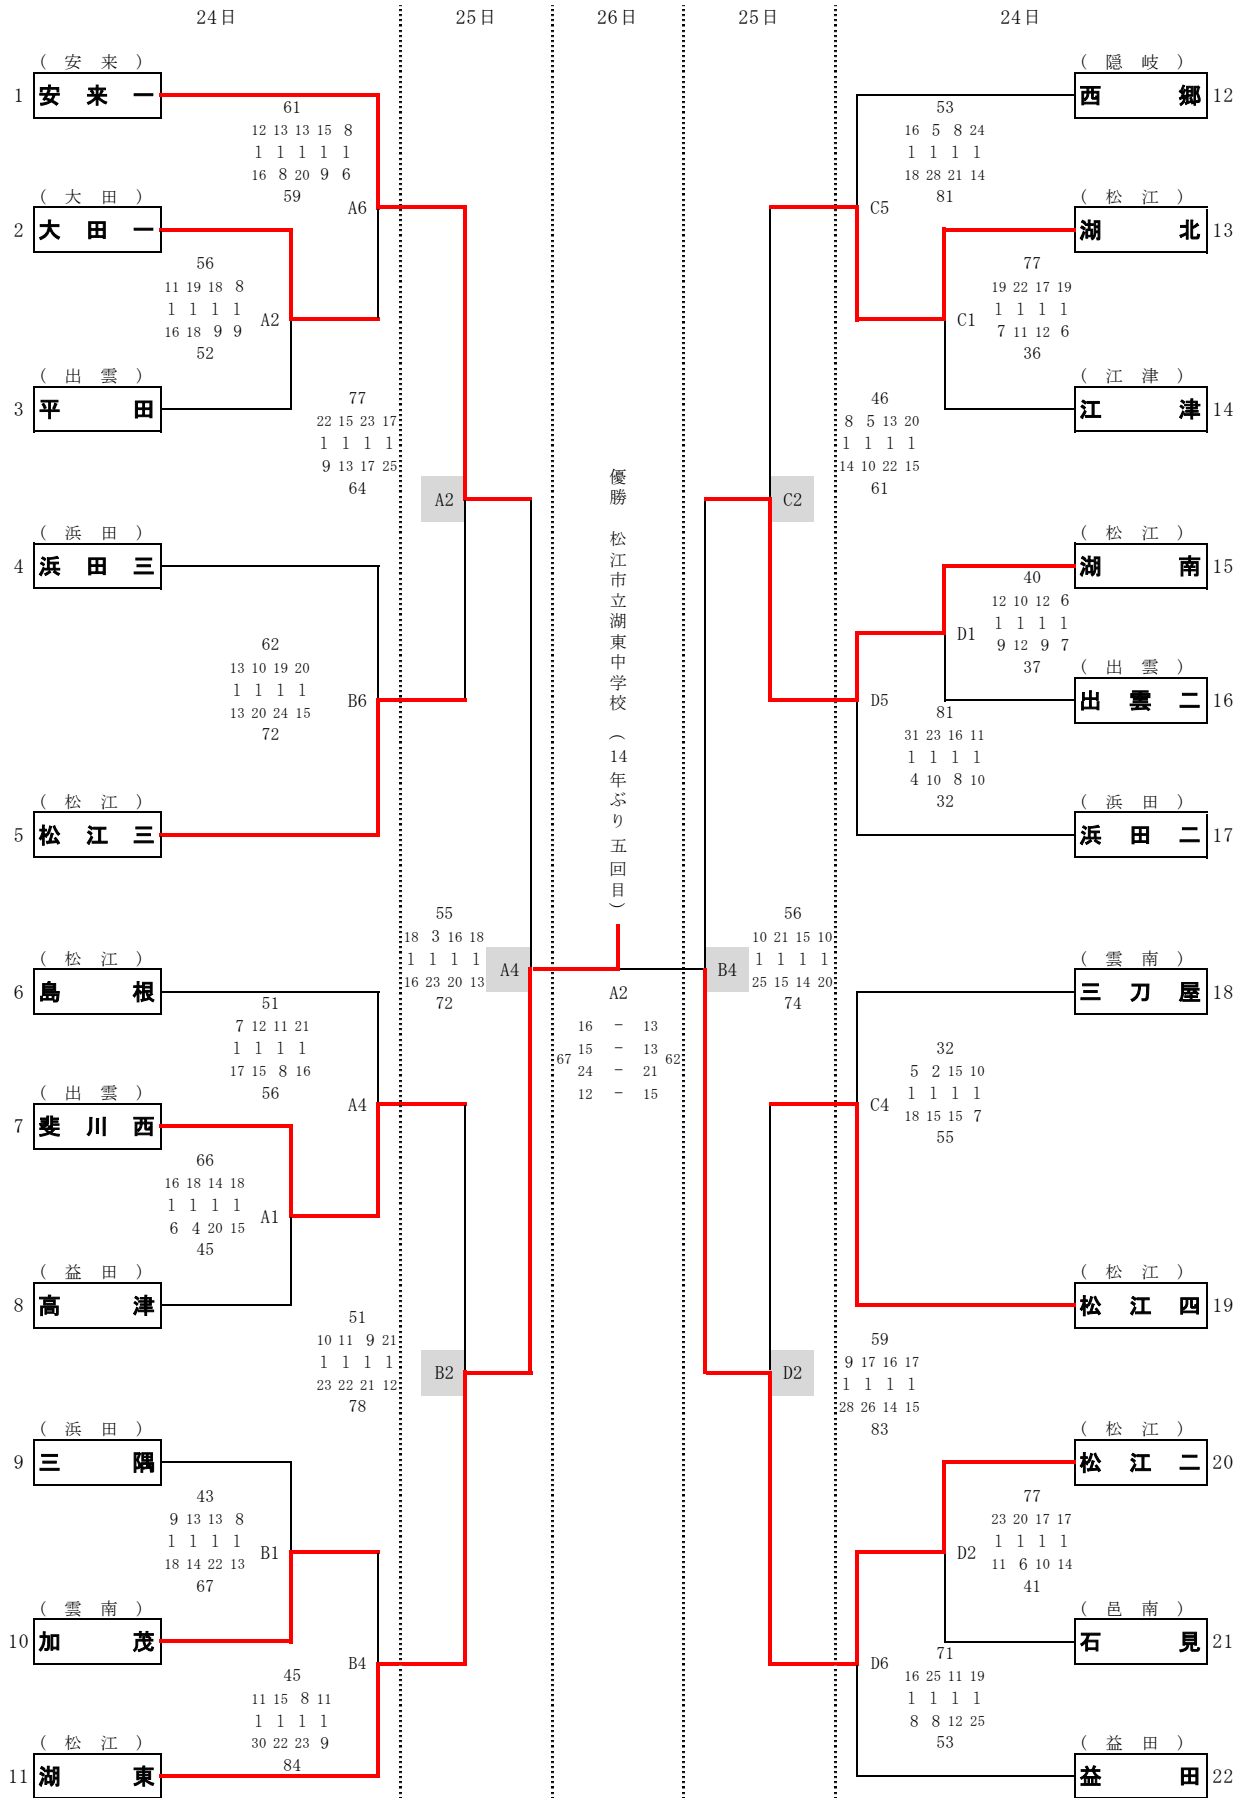 24日 25日 26日 25日 24日
( 安 来 )
1 安 来 一
61
12 13 13 15 8
1 1 1 1 1
16 8 20 9 6
59
A6
( 大 田 )
2 大 田 一
56
11 19 18 8
1 1 1 1
16 18 9 9
52
A2
( 出 雲 )
3 平 田
77
22 15 23 17
1 1 1 1
9 13 17 25
64
A2
( 浜 田 )
4 浜 田 三
62
13 10 19 20
1 1 1 1
13 20 24 15
72
B6
( 松 江 )
5 松 江 三
55
18 3 16 18
1 1 1 1
16 23 20 13
72
A4
( 松 江 )
6 島 根
51
7 12 11 21
1 1 1 1
17 15 8 16
56
A4
( 出 雲 )
7 斐 川 西
66
16 18 14 18
1 1 1 1
6 4 20 15
45
A1
( 益 田 )
8 高 津
51
10 11 9 21
1 1 1 1
23 22 21 12
78
B2
( 浜 田 )
9 三 隅
43
9 13 13 8
1 1 1 1
18 14 22 13
67
B1
( 雲 南 )
10 加 茂
B4
45
11 15 8 11
1 1 1 1
30 22 23 9
84
( 松 江 )
11 湖 東
優勝 松江市立湖東中学校 (14年ぶり五回目)
A2
16 - 13
15 - 13
67 62
24 - 21
12 - 15
( 隠 岐 )
西 郷 12
53
16 5 8 24
1 1 1 1
18 28 21 14
81
C5
( 松 江 )
湖 北 13
77
19 22 17 19
1 1 1 1
7 11 12 6
36
C1
( 江 津 )
江 津 14
46
8 5 13 20
1 1 1 1
14 10 22 15
61
C2
( 松 江 )
湖 南 15
40
12 10 12 6
1 1 1 1
9 12 9 7
37
D1
( 出 雲 )
出 雲 二 16
D5
81
31 23 16 11
1 1 1 1
4 10 8 10
32
( 浜 田 )
浜 田 二 17
56
10 21 15 10
1 1 1 1
25 15 14 20
74
B4
( 雲 南 )
三 刀 屋 18
32
5 2 15 10
1 1 1 1
18 15 15 7
55
C4
( 松 江 )
松 江 四 19
59
9 17 16 17
1 1 1 1
28 26 14 15
83
D2
( 松 江 )
松 江 二 20
77
23 20 17 17
1 1 1 1
11 6 10 14
41
D2
( 邑 南 )
石 見 21
D6
71
16 25 11 19
1 1 1 1
8 8 12 25
53
( 益 田 )
益 田 22